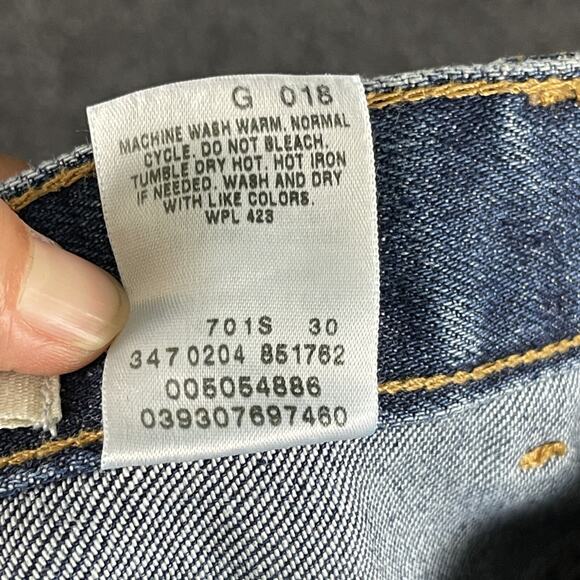 G 018
MACHINE WASH WARM, NORMAL
CYCLE. DO NOT BLEACH.
TUMBLE DRY HOT. HOT IRON
IF NEEDED. WASH AND DRY
WITH LIKE COLORS.
WPL 423
701S 30
3470204 851762
005054886
039307697460